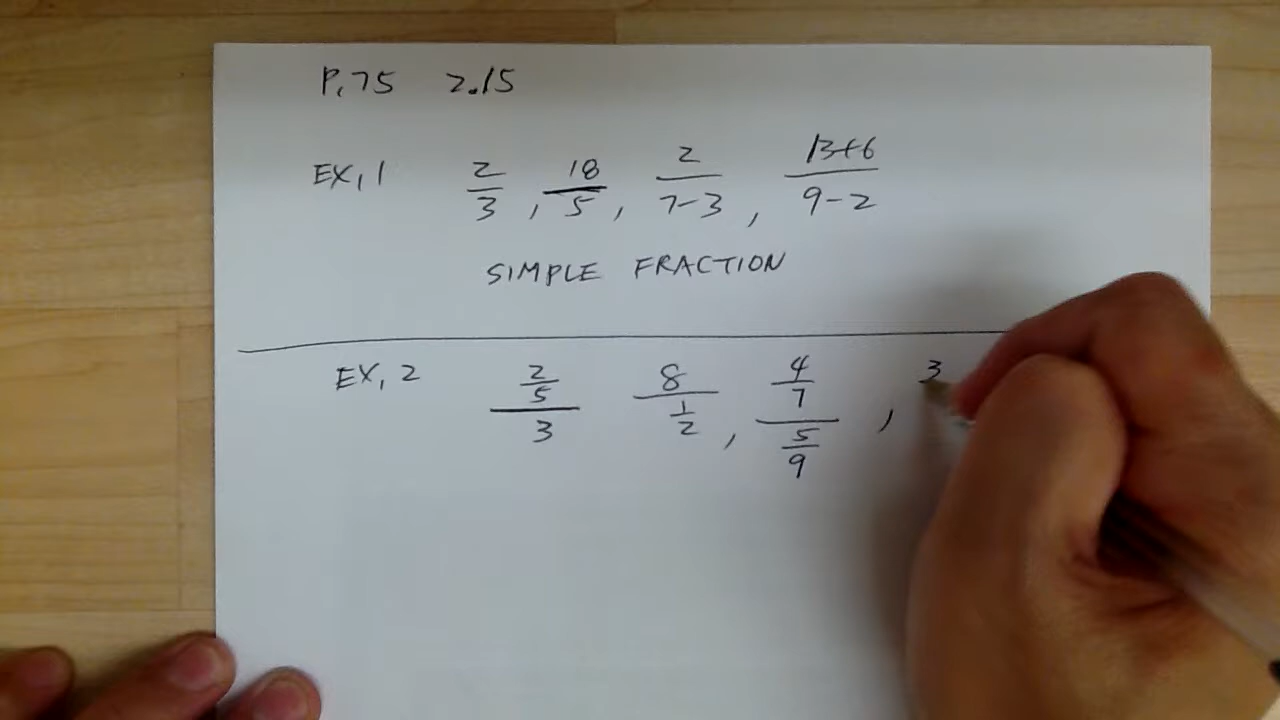 P.75 2.15
EX.1 2/3, 18/5, 2/7-3, 13+6/9-2
SIMPLE FRACTION
EX.2 2/5/3 8/1/2, 4/7/5/9, 3